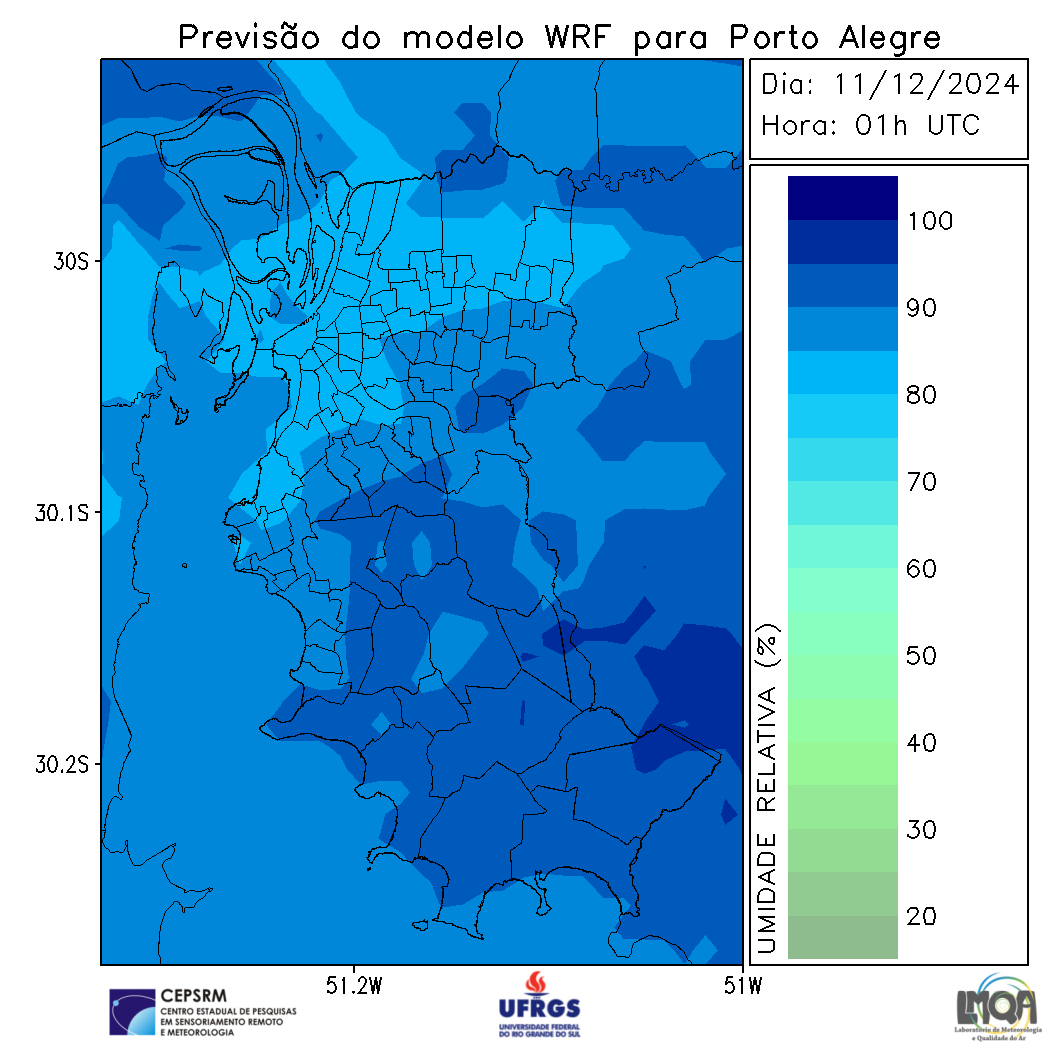 Previsão do modelo WRF para Porto Alegre
Dia: 11/12/2024
Hora: 01h UTC
30S
30.1S
30.2S
51.2W
51W
UMIDADE RELATIVA (%)
100
90
80
70
60
50
40
30
20
CEPSRM
CENTRO ESTADUAL DE PESQUISAS
EM SENSORIAMENTO REMOTO
E METEOROLOGIA
UFRGS
UNIVERSIDADE FEDERAL
DO RIO GRANDE DO SUL
LMQA
Laboratório de Meteorologia
e Qualidade do Ar